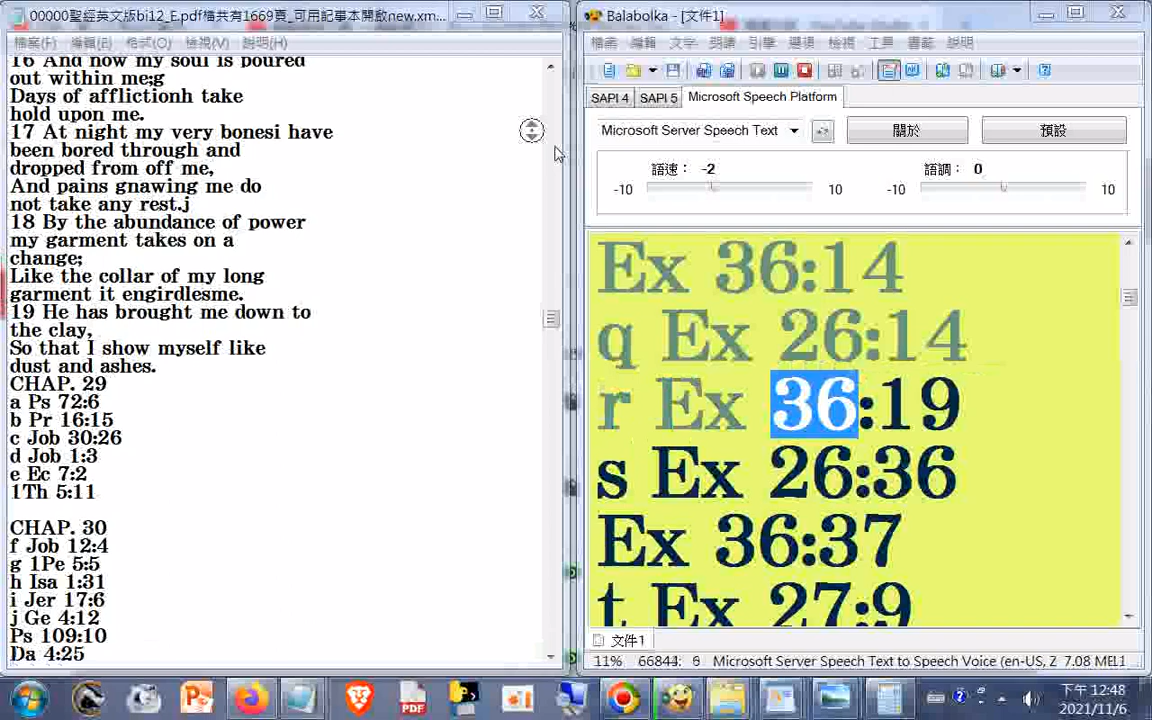 00000聖經英文版bi12_E.pdf檔共有1669頁_可用記事本開啟new.xm...
檔案(F) 編輯(E) 格式(O) 檢視(V) 說明(H)
16 And now my soul is poured
out within me;g
Days of afflictionh take
hold upon me.
17 At night my very bonesi have
been bored through and
dropped from off me,
And pains gnawing me do
not take any rest.j
18 By the abundance of power
my garment takes on a
change;
Like the collar of my long
garment it engirdlesme.
19 He has brought me down to
the clay,
So that I show myself like
dust and ashes.
CHAP. 29
a Ps 72:6
b Pr 16:15
c Job 30:26
d Job 1:3
e Ec 7:2
1Th 5:11
CHAP. 30
f Job 12:4
g 1Pe 5:5
h Isa 1:31
i Jer 17:6
j Ge 4:12
Ps 109:10
Da 4:25
Balabolka - [文件1]
檔案 編輯 文字 朗讀 引擎 選項 檢視 工具 書籤 說明
SAPI 4 SAPI 5 Microsoft Speech Platform
Microsoft Server Speech Text 關於 預設
語速： -2 語調： 0
-10 10 -10 10
Ex 36:14
q Ex 26:14
r Ex 36:19
s Ex 26:36
Ex 36:37
t Ex 27:9
文件1
11% 66844: 6 Microsoft Server Speech Text to Speech Voice (en-US, Z 7.08 ME
PDF
下午 12:48
2021/11/6